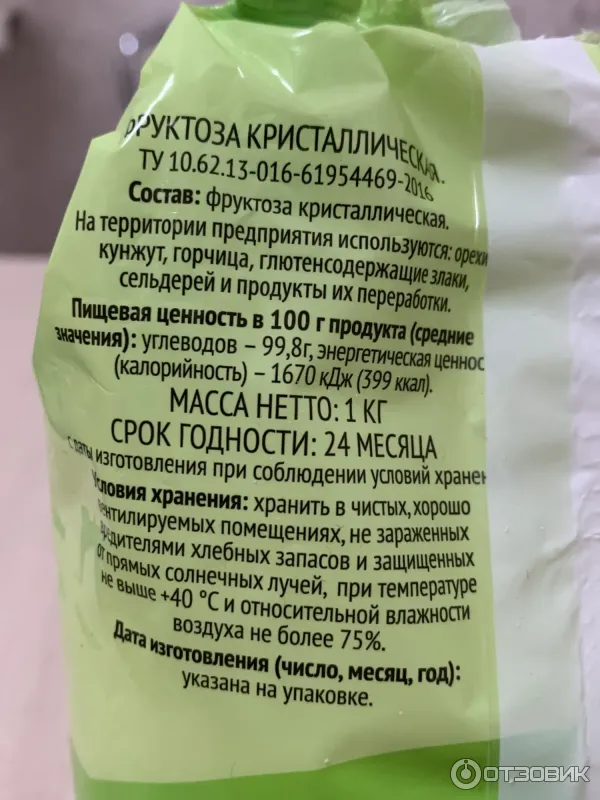 ФРУКТОЗА КРИСТАЛЛИЧЕСКАЯ.
ТУ 10.62.13-016-61954469-2016
Состав: фруктоза кристаллическая.
На территории предприятия используются: орехи
кунжут, горчица, глютенсодержащие злаки,
сельдерей и продукты их переработки.
Пищевая ценность в 100 г продукта (средние
значения): углеводов – 99,8г, энергетическая ценнос
(калорийность) – 1670 кДж (399 ккал).
МАССА НЕТТО: 1 КГ
СРОК ГОДНОСТИ: 24 МЕСЯЦА
с даты изготовления при соблюдении условий хранен
Условия хранения: хранить в чистых, хорошо
вентилируемых помещениях, не зараженных
вредителями хлебных запасов и защищенных
от прямых солнечных лучей, при температуре
не выше +40 °C и относительной влажности
воздуха не более 75%.
Дата изготовления (число, месяц, год):
указана на упаковке.
ОТЗОВИК